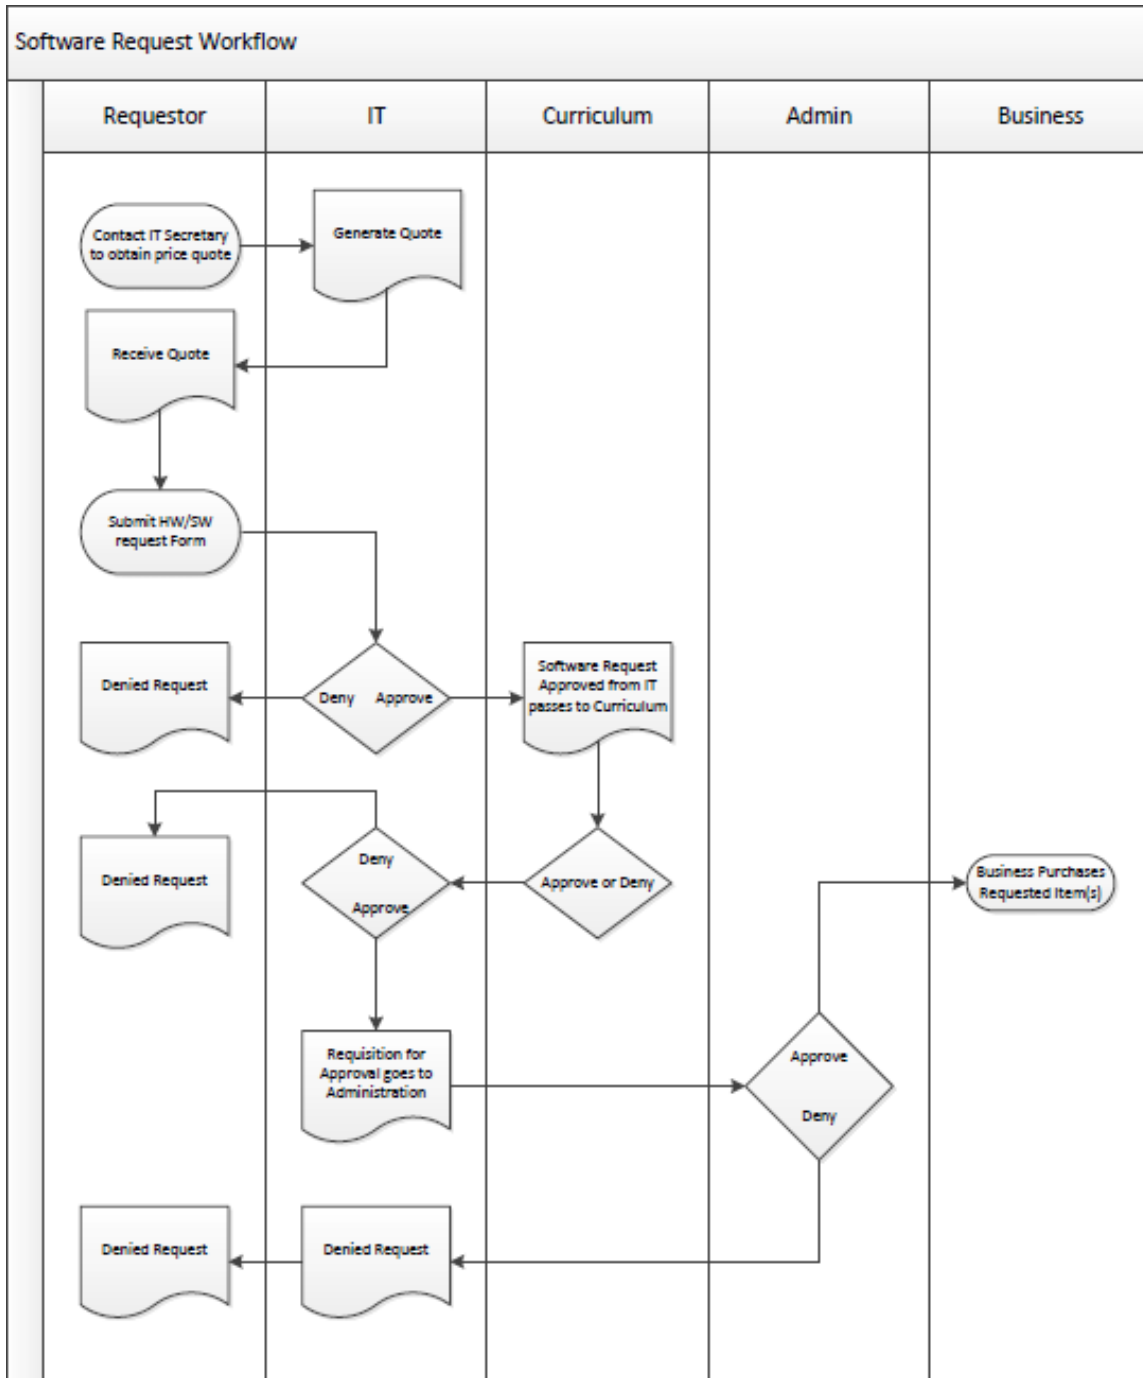 Software Request Workflow
Requestor
IT
Curriculum
Admin
Business
Contact IT Secretary
to obtain price quote
Generate Quote
Receive Quote
Submit HW/SW
request Form
Denied Request
Deny
Approve
Software Request
Approved from IT
passes to Curriculum
Denied Request
Deny
Approve
Approve or Deny
Business Purchases
Requested Item(s)
Requisition for
Approval goes to
Administration
Approve
Deny
Denied Request
Denied Request